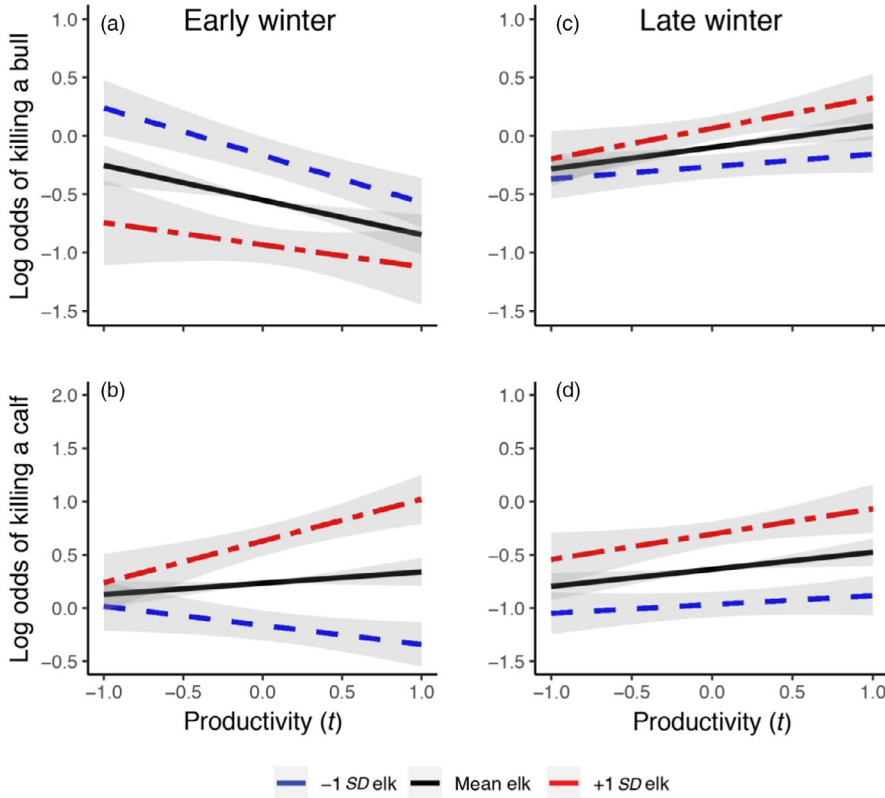 (a) Early winter
(c) Late winter
Log odds of killing a bull
1.0
0.5
0.0
−0.5
−1.0
−1.5
1.0
0.5
0.0
−0.5
−1.0
−1.5
(b)
(d)
Log odds of killing a calf
2.0
1.5
1.0
0.5
0.0
−0.5
1.0
0.5
0.0
−0.5
−1.0
−1.5
−1.0 −0.5 0.0 0.5 1.0
−1.0 −0.5 0.0 0.5 1.0
Productivity (t)
Productivity (t)
−1 SD elk Mean elk +1 SD elk